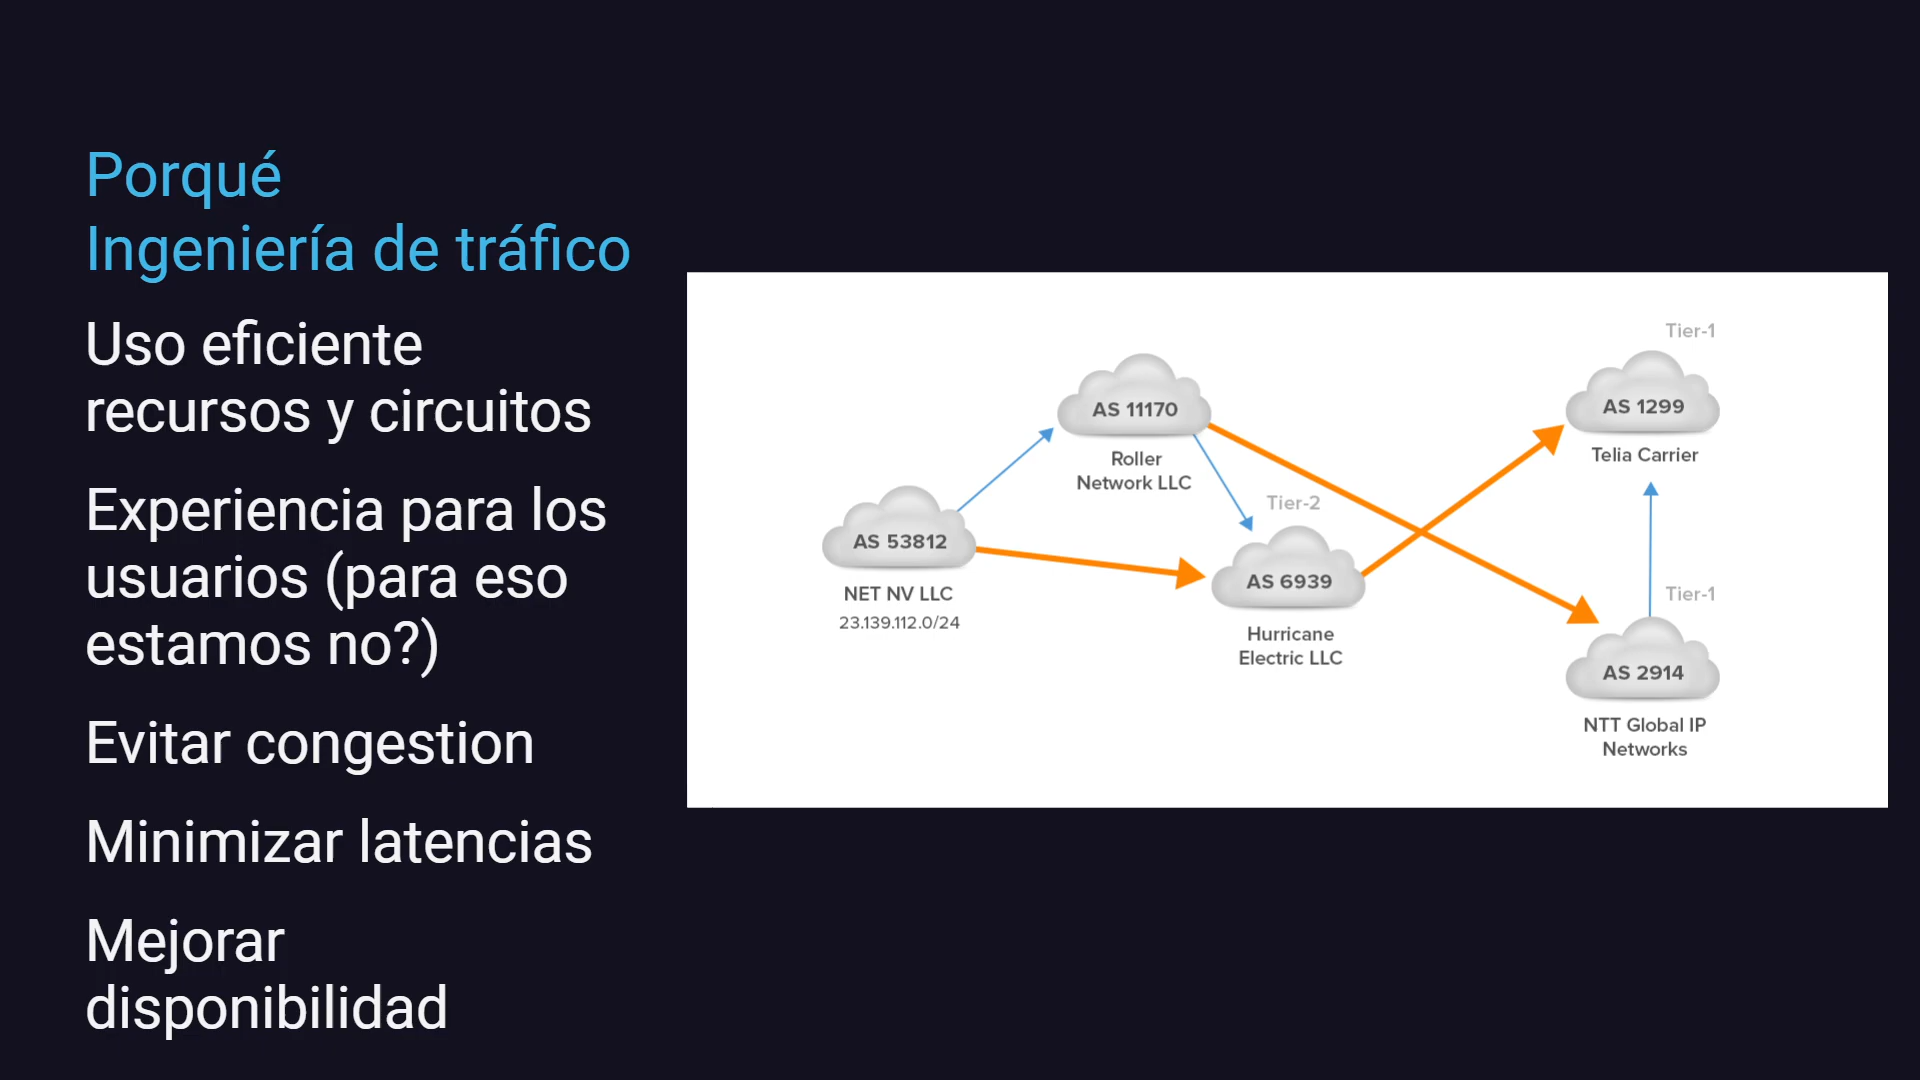 Porqué
Ingeniería de tráfico
Uso eficiente
recursos y circuitos
Experiencia para los
usuarios (para eso
estamos no?)
Evitar congestion
Minimizar latencias
Mejorar
disponibilidad
Tier-1
AS 11170
AS 1299
Roller
Network LLC
Telia Carrier
Tier-2
AS 53812
AS 6939
NET NV LLC
23.139.112.0/24
Hurricane
Electric LLC
Tier-1
AS 2914
NTT Global IP
Networks